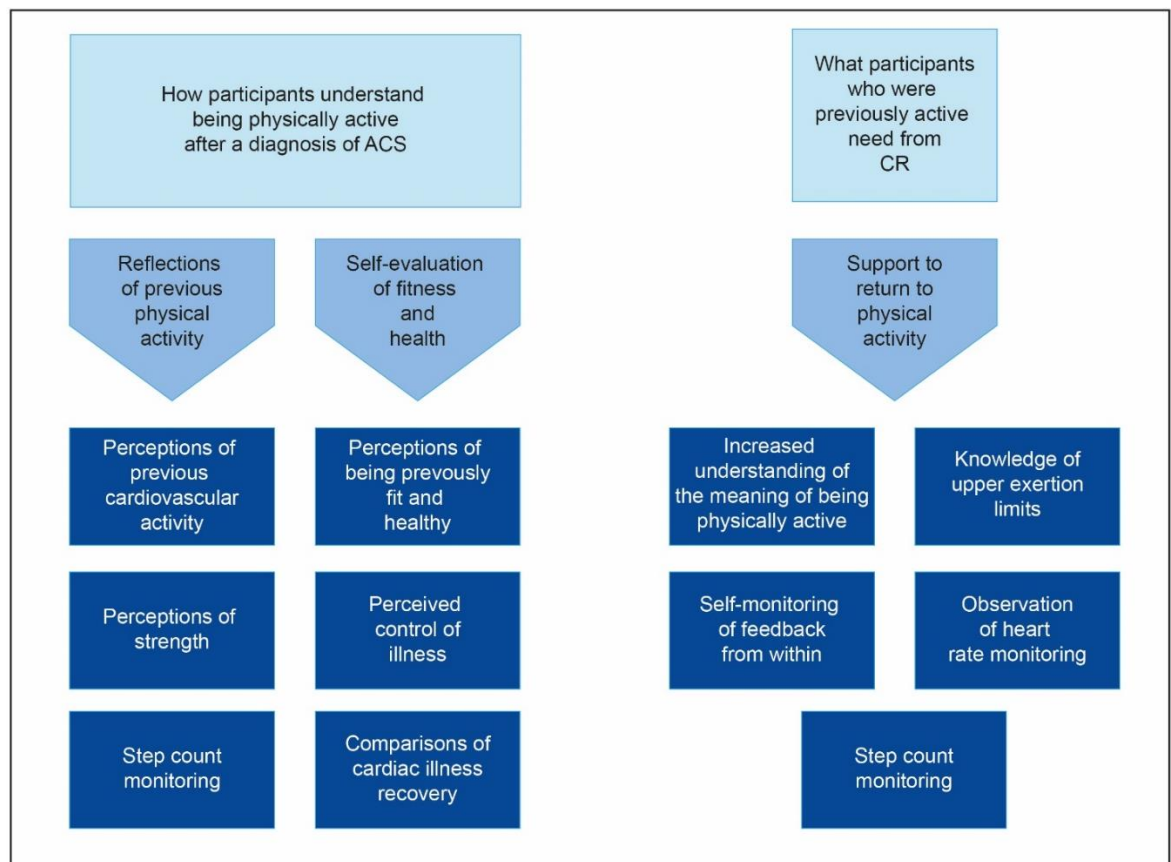 How participants understand
being physically active
after a diagnosis of ACS
What participants
who were
previously active
need from
CR
Reflections
of previous
physical
activity
Self-evaluation
of fitness
and
health
Support to
return to
physical
activity
Perceptions of
previous
cardiovascular
activity
Perceptions of
being prevously
fit and
healthy
Increased
understanding of
the meaning of being
physically active
Knowledge of
upper exertion
limits
Perceptions of
strength
Perceived
control of
illness
Self-monitoring
of feedback
from within
Observation
of heart
rate monitoring
Step count
monitoring
Comparisons of
cardiac illness
recovery
Step count
monitoring